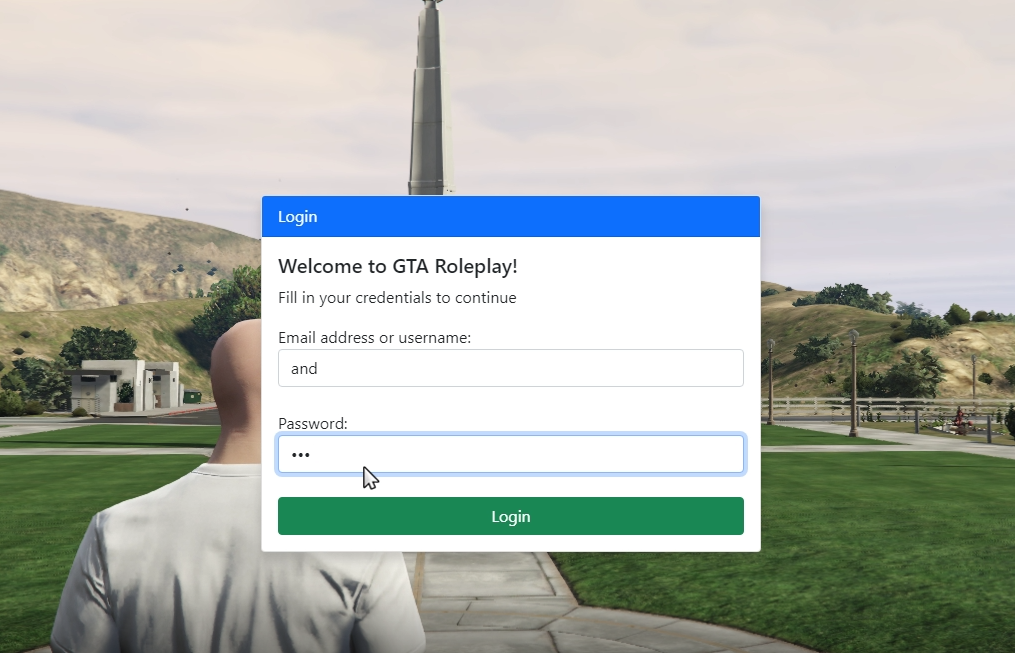 Login
Welcome to GTA Roleplay!
Fill in your credentials to continue
Email address or username:
and
Password:
•••
Login